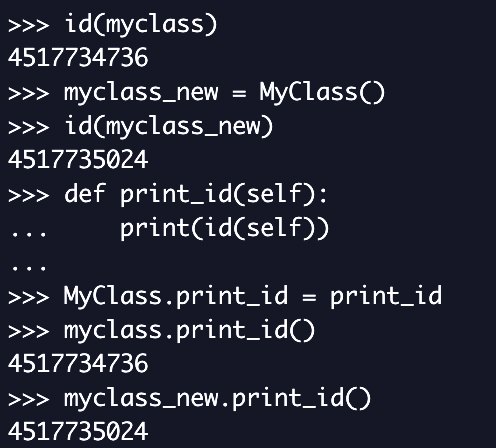 >>> id(myclass)
4517734736
>>> myclass_new = MyClass()
>>> id(myclass_new)
4517735024
>>> def print_id(self):
...     print(id(self))
...
>>> MyClass.print_id = print_id
>>> myclass.print_id()
4517734736
>>> myclass_new.print_id()
4517735024